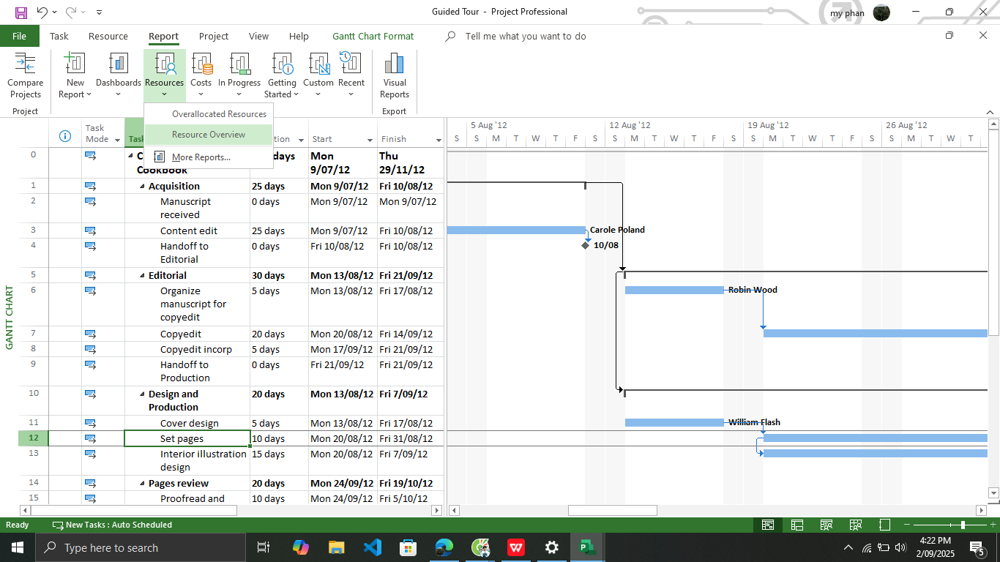 Guided Tour - Project Professional
my phan
File Task Resource Report Project View Help Gantt Chart Format Tell me what you want to do
Compare Projects
New Report
Dashboards
Resources
Costs
In Progress
Getting Started
Custom
Recent
Visual Reports
Project
Export
Overallocated Resources
Resource Overview
More Reports...
Task Mode
Start
Finish
5 Aug '12 12 Aug '12 19 Aug '12 26 Aug '12
S S M T W T F S S M T W T F S S M T W T F S S M T W T
0 Cookbook days Mon 9/07/12 Thu 29/11/12
1 Acquisition 25 days Mon 9/07/12 Fri 10/08/12
2 Manuscript received 0 days Mon 9/07/12 Mon 9/07/12
3 Content edit 25 days Mon 9/07/12 Fri 10/08/12
4 Handoff to Editorial 0 days Fri 10/08/12 Fri 10/08/12
5 Editorial 30 days Mon 13/08/12 Fri 21/09/12
6 Organize manuscript for copyedit 5 days Mon 13/08/12 Fri 17/08/12
7 Copyedit 20 days Mon 20/08/12 Fri 14/09/12
8 Copyedit incorp 5 days Mon 17/09/12 Fri 21/09/12
9 Handoff to Production 0 days Fri 21/09/12 Fri 21/09/12
10 Design and Production 20 days Mon 13/08/12 Fri 7/09/12
11 Cover design 5 days Mon 13/08/12 Fri 17/08/12
12 Set pages 10 days Mon 20/08/12 Fri 31/08/12
13 Interior illustration design 15 days Mon 20/08/12 Fri 7/09/12
14 Pages review 20 days Mon 24/09/12 Fri 19/10/12
15 Proofread and 10 days Mon 24/09/12 Fri 5/10/12
Carole Poland
10/08
Robin Wood
William Flash
GANTT CHART
Ready New Tasks : Auto Scheduled
Type here to search
4:22 PM
2/09/2025
5